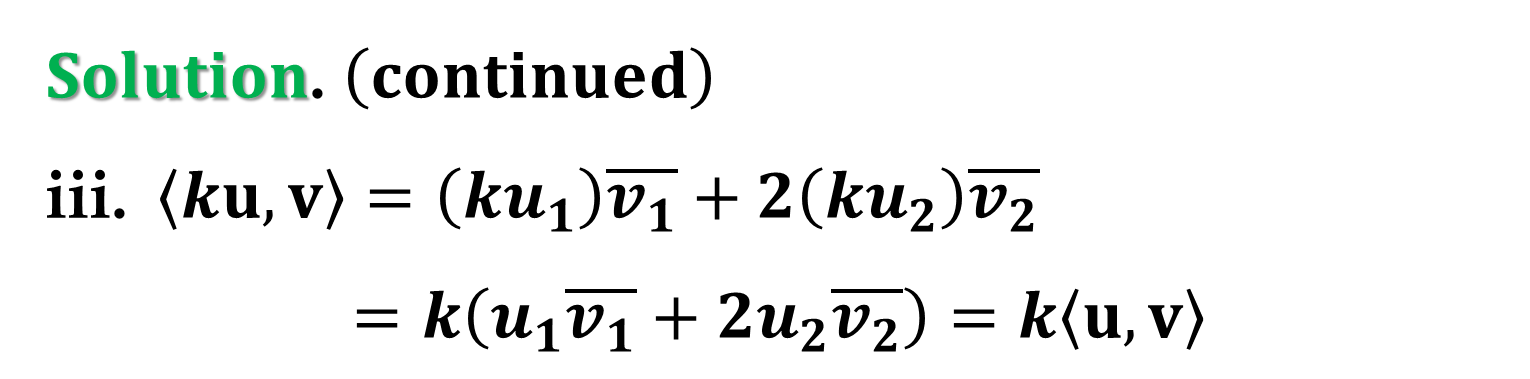 Solution. (continued)
iii. ⟨ku, v⟩ = (ku₁)v̅₁̅ + 2(ku₂)v̅₂̅
= k(u₁v̅₁̅ + 2u₂v̅₂̅) = k⟨u, v⟩